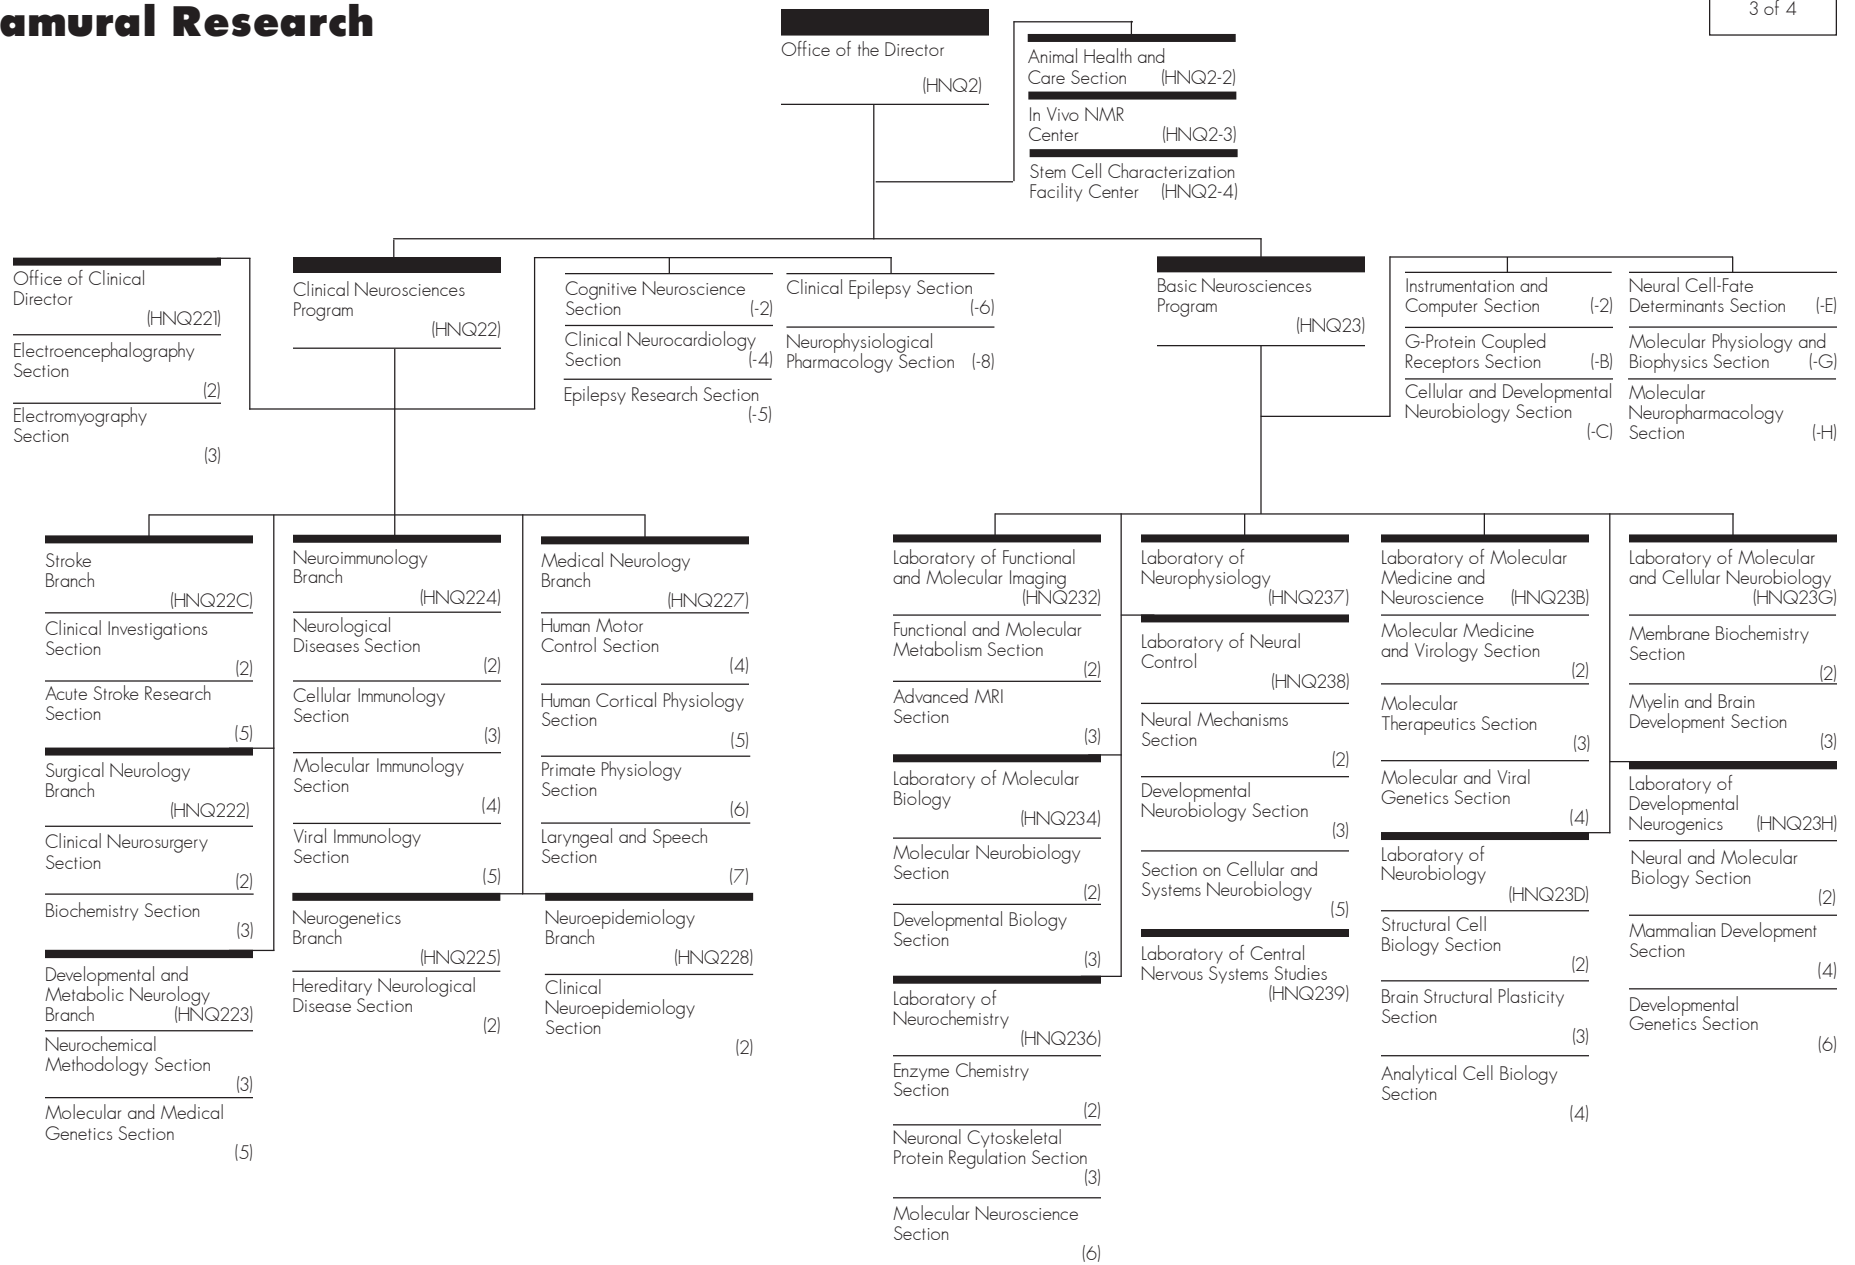 amural Research
3 of 4
Office of the Director
(HNQ2)
Animal Health and
Care Section (HNQ2-2)
In Vivo NMR
Center (HNQ2-3)
Stem Cell Characterization
Facility Center (HNQ2-4)
Office of Clinical
Director
(HNQ221)
Electroencephalography
Section
(2)
Electromyography
Section
(3)
Clinical Neurosciences
Program
(HNQ22)
Cognitive Neuroscience
Section (-2)
Clinical Neurocardiology
Section (-4)
Epilepsy Research Section
(-5)
Clinical Epilepsy Section
(-6)
Neurophysiological
Pharmacology Section (-8)
Basic Neurosciences
Program
(HNQ23)
Instrumentation and
Computer Section (-2)
G-Protein Coupled
Receptors Section (-B)
Cellular and Developmental
Neurobiology Section
(-C)
Neural Cell-Fate
Determinants Section (-E)
Molecular Physiology and
Biophysics Section (-G)
Molecular
Neuropharmacology
Section (-H)
Stroke
Branch
(HNQ22C)
Clinical Investigations
Section
(2)
Acute Stroke Research
Section
(5)
Surgical Neurology
Branch
(HNQ222)
Clinical Neurosurgery
Section
(2)
Biochemistry Section
(3)
Developmental and
Metabolic Neurology
Branch (HNQ223)
Neurochemical
Methodology Section
(3)
Molecular and Medical
Genetics Section
(5)
Neuroimmunology
Branch
(HNQ224)
Neurological
Diseases Section
(2)
Cellular Immunology
Section
(3)
Molecular Immunology
Section
(4)
Viral Immunology
Section
(5)
Neurogenetics
Branch
(HNQ225)
Hereditary Neurological
Disease Section
(2)
Medical Neurology
Branch
(HNQ227)
Human Motor
Control Section
(4)
Human Cortical Physiology
Section
(5)
Primate Physiology
Section
(6)
Laryngeal and Speech
Section
(7)
Neuroepidemiology
Branch
(HNQ228)
Clinical
Neuroepidemiology
Section
(2)
Laboratory of Functional
and Molecular Imaging
(HNQ232)
Functional and Molecular
Metabolism Section
(2)
Advanced MRI
Section
(3)
Laboratory of Molecular
Biology
(HNQ234)
Molecular Neurobiology
Section
(2)
Developmental Biology
Section
(3)
Laboratory of
Neurochemistry
(HNQ236)
Enzyme Chemistry
Section
(2)
Neuronal Cytoskeletal
Protein Regulation Section
(3)
Molecular Neuroscience
Section
(6)
Laboratory of
Neurophysiology
(HNQ237)
Laboratory of Neural
Control
(HNQ238)
Neural Mechanisms
Section
(2)
Developmental
Neurobiology Section
(3)
Section on Cellular and
Systems Neurobiology
(5)
Laboratory of Central
Nervous Systems Studies
(HNQ239)
Laboratory of Molecular
Medicine and
Neuroscience (HNQ23B)
Molecular Medicine
and Virology Section
(2)
Molecular
Therapeutics Section
(3)
Molecular and Viral
Genetics Section
(4)
Laboratory of
Neurobiology
(HNQ23D)
Structural Cell
Biology Section
(2)
Brain Structural Plasticity
Section
(3)
Analytical Cell Biology
Section
(4)
Laboratory of Molecular
and Cellular Neurobiology
(HNQ23G)
Membrane Biochemistry
Section
(2)
Myelin and Brain
Development Section
(3)
Laboratory of
Developmental
Neurogenics (HNQ23H)
Neural and Molecular
Biology Section
(2)
Mammalian Development
Section
(4)
Developmental
Genetics Section
(6)